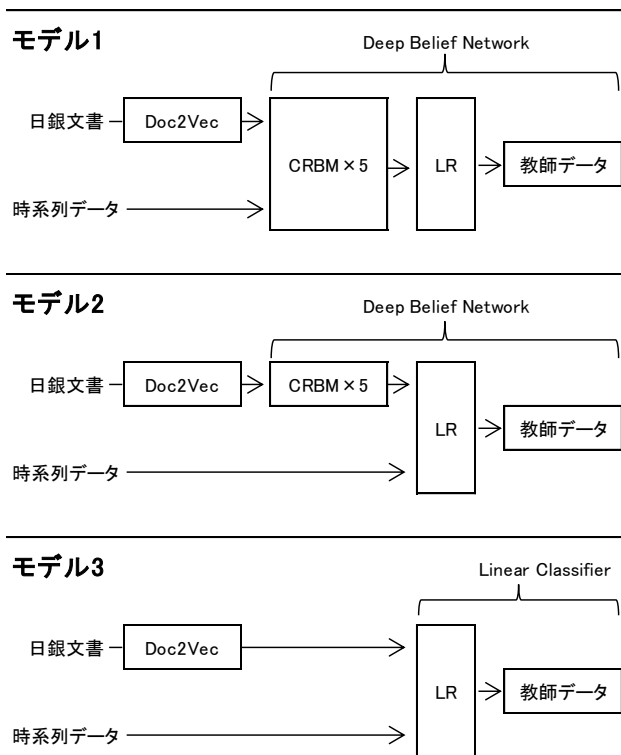 モデル1
Deep Belief Network
日銀文書
Doc2Vec
CRBM×5
LR
教師データ
時系列データ
モデル2
Deep Belief Network
日銀文書
Doc2Vec
CRBM×5
LR
教師データ
時系列データ
モデル3
Linear Classifier
日銀文書
Doc2Vec
LR
教師データ
時系列データ